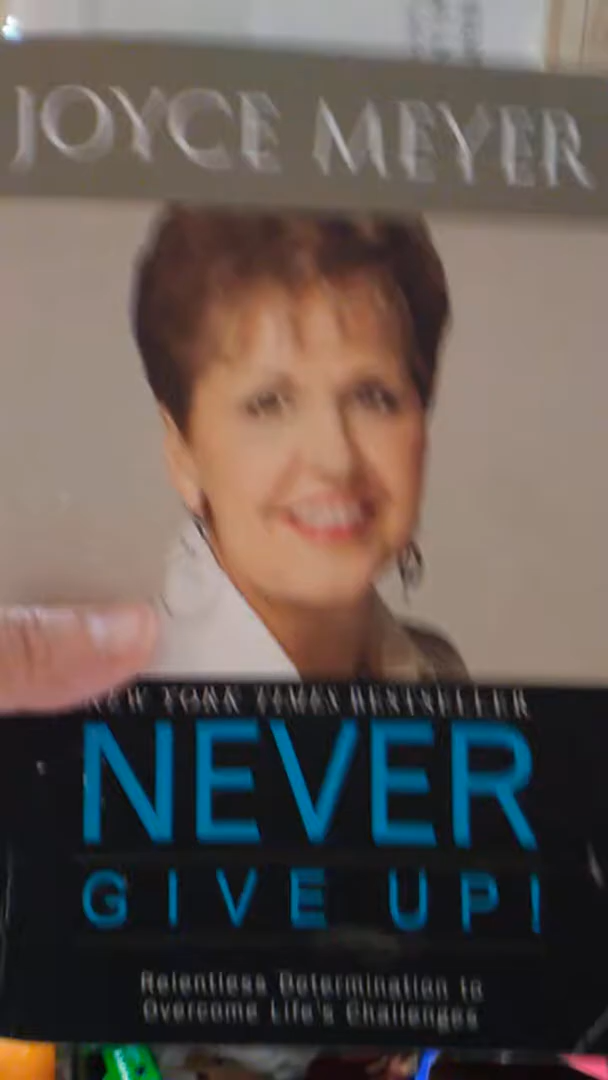 JOYCE MEYER
NEW YORK TIMES BESTSELLER
NEVER
GIVE UP!
Relentless Determination to
Overcome Life's Challenges